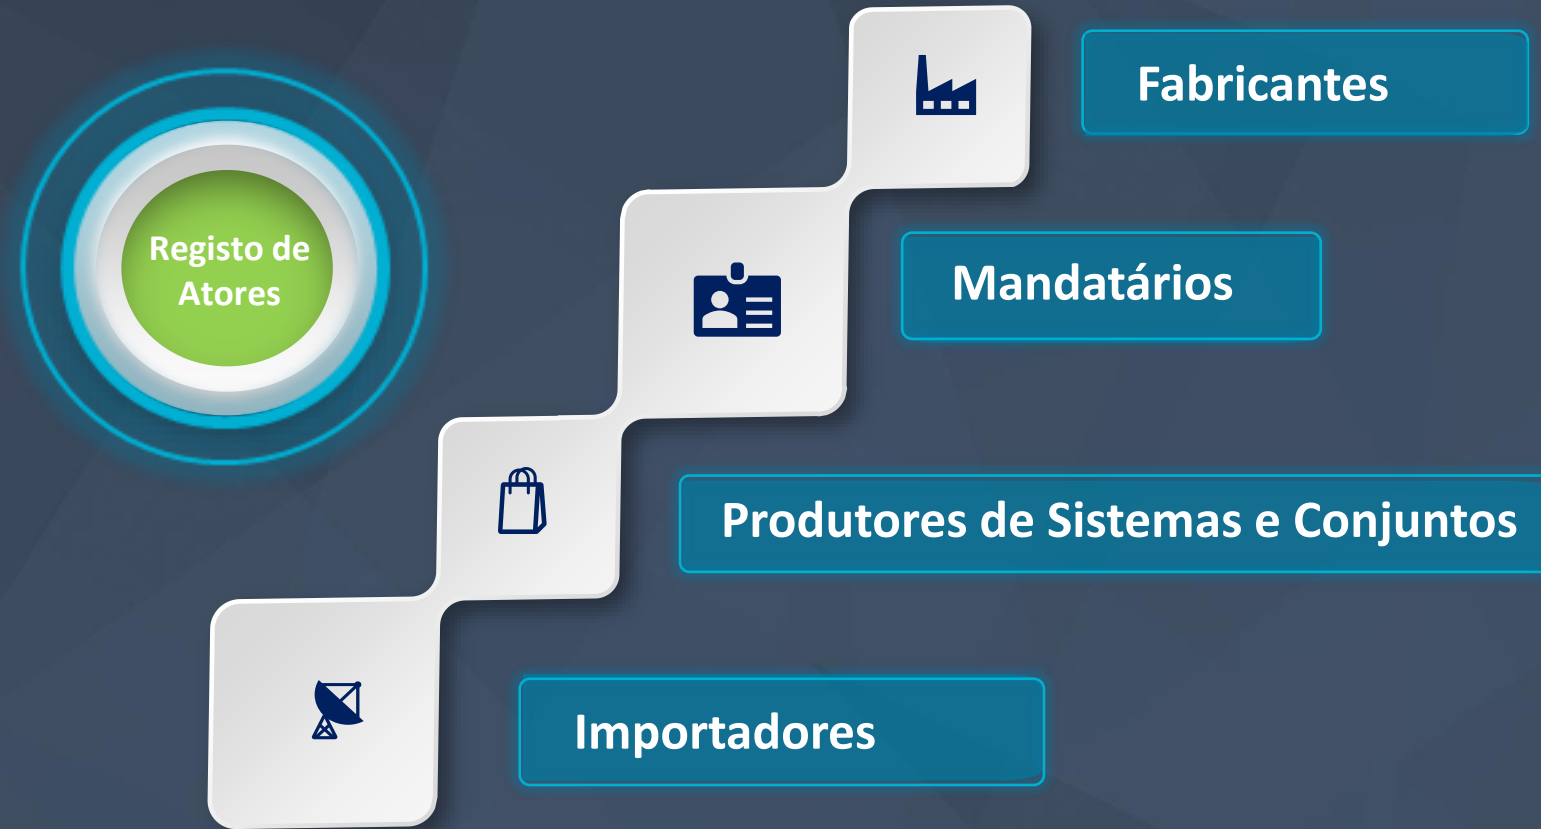 Registo de
Atores
Fabricantes
Mandatários
Produtores de Sistemas e Conjuntos
Importadores